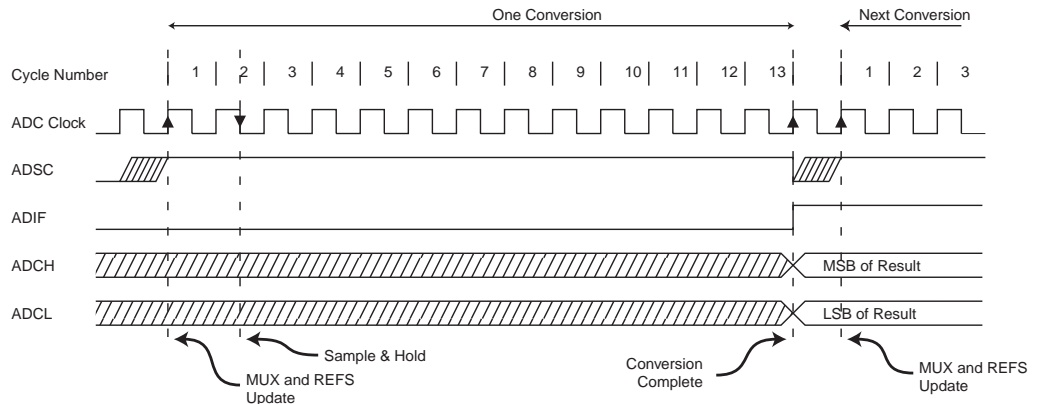 One Conversion
Next Conversion
Cycle Number 1 2 3 4 5 6 7 8 9 10 11 12 13 1 2 3
ADC Clock
ADSC
ADIF
ADCH MSB of Result
ADCL LSB of Result
Sample & Hold
MUX and REFS
Update
Conversion
Complete
MUX and REFS
Update